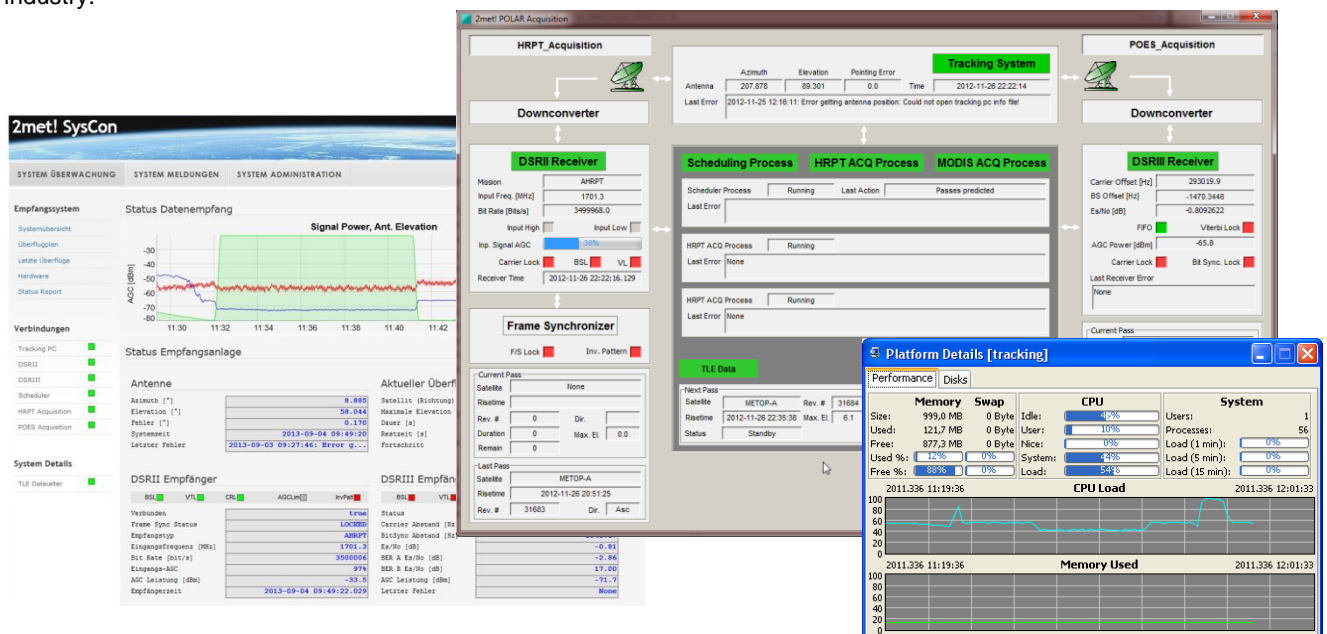 industry.
2met! SysCon
SYSTEM ÜBERWACHUNG SYSTEM MELDUNGEN SYSTEM ADMINISTRATION
Empfangssystem
Systemübersicht
Überflugplan
Letzte Überflüge
Hardware
Status Report
Verbindungen
Tracking PC
DSRII
DSRIII
Scheduler
HRPT Acquisition
POES Acquisition
System Details
TLE Dateialter
Status Datenempfang
Signal Power, Ant. Elevation
AGC [dBm]
-30
-40
-50
-60
-70
-80
11:30 11:32 11:34 11:36 11:38 11:40 11:42
Status Empfangsanlage
Antenne
Azimuth [°] 8.885
Elevation [°] 58.044
Fehler [°] 0.170
Systemzeit 2013-09-04 09:49:20
Letzter Fehler 2013-09-03 09:27:46: Error g...
Aktueller Überfl
Satellit (Richtung)
Maximale Elevation
Dauer [s]
Restzeit [s]
Fortschritt
DSRII Empfänger
BSL VTL CRL AGCLim InvPatt
Verbunden true
Frame Sync Status LOCKED
Empfangstyp AHRPT
Eingangsfrequenz [MHz] 1701.3
Bit Rate [bit/s] 3500006
Eingangs-AGC 97%
AGC Leistung [dBm] -33.5
Empfängerzeit 2013-09-04 09:49:22.029
DSRIII Empfän
BSL VTL
Status
Carrier Abstand [Hz
BitSync Abstand [Hz
Es/No [dB] -0.81
BER A Es/No [dB] -2.86
BER B Es/No [dB] 17.00
AGC Leistung [dBm] -71.7
Letzter Fehler None
2met! POLAR Acquisition
HRPT_Acquisition
Downconverter
DSRII Receiver
Mission AHRPT
Input Freq. [MHz] 1701.3
Bit Rate [Bits/s] 3499968.0
Input High Input Low
Inp. Signal AGC 38%
Carrier Lock BSL VL
Receiver Time 2012-11-26 22:22:16.129
Frame Synchronizer
F/S Lock Inv. Pattern
Current Pass
Satellite None
Risetime
Rev. # 0 Dir.
Duration 0 Max. El. 0.0
Remain 0
Last Pass
Satellite METOP-A
Risetime 2012-11-26 20:51:25
Rev. # 31683 Dir. Asc
Tracking System
Azimuth Elevation Pointing Error
Antenna 207.878 89.301 0.0 Time 2012-11-26 22:22:14
Last Error 2012-11-25 12:16:11: Error getting antenna position: Could not open tracking pc info file!
Scheduling Process HRPT ACQ Process MODIS ACQ Process
Scheduler Process Running Last Action Passes predicted
Last Error
HRPT ACQ Process Running
Last Error None
HRPT ACQ Process Running
Last Error None
TLE Data
Next Pass
Satellite METOP-A Rev. # 31684
Risetime 2012-11-26 22:35:38 Max. El. 6.1
Status Standby
POES_Acquisition
Downconverter
DSRIII Receiver
Carrier Offset [Hz] 293019.9
BS Offset [Hz] -1470.3448
Es/No [dB] -0.8092622
FIFO Viterbi Lock
AGC Power [dBm] -65.8
Carrier Lock Bit Sync. Lock
Last Receiver Error
None
Current Pass
Platform Details [tracking]
Performance Disks
Memory Swap CPU System
Size: 999,0 MB 0 Byte Idle: 45% Users: 1
Used: 121,7 MB 0 Byte User: 10% Processes: 56
Free: 877,3 MB 0 Byte Nice: 0% Load (1 min): 0%
Used %: 12% 0% System: 44% Load (5 min): 0%
Free %: 88% 0% Load: 54% Load (15 min): 0%
2011.336 11:19:36 CPU Load 2011.336 12:01:33
100
80
60
40
20
0
2011.336 11:19:36 Memory Used 2011.336 12:01:33
100
80
60
40
20
0